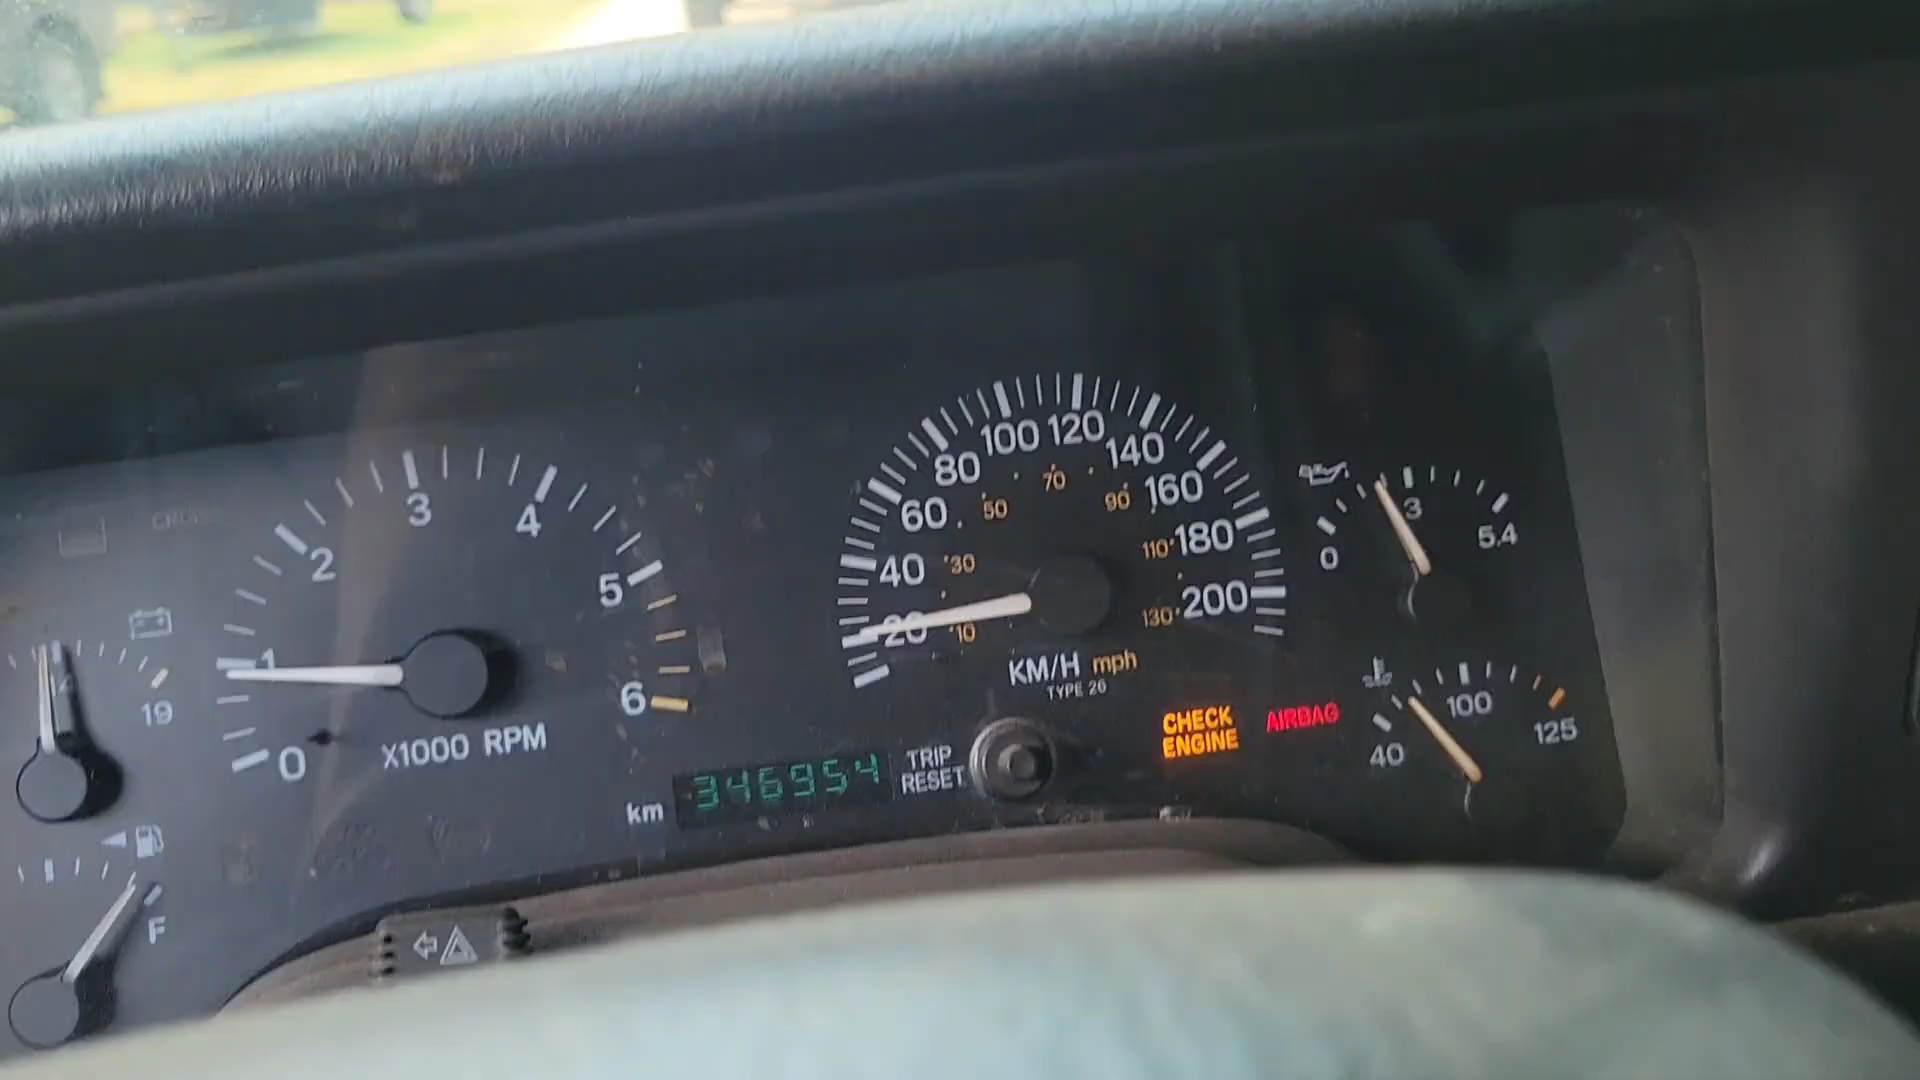 0 1 2 3 4 5 6
X1000 RPM
19
F
20 40 60 80 100 120 140 160 180 200
10 30 50 70 90 110 130
KM/H mph
TYPE 26
km 346954
TRIP
RESET
CHECK
ENGINE
AIRBAG
0 3 5.4
40 100 125